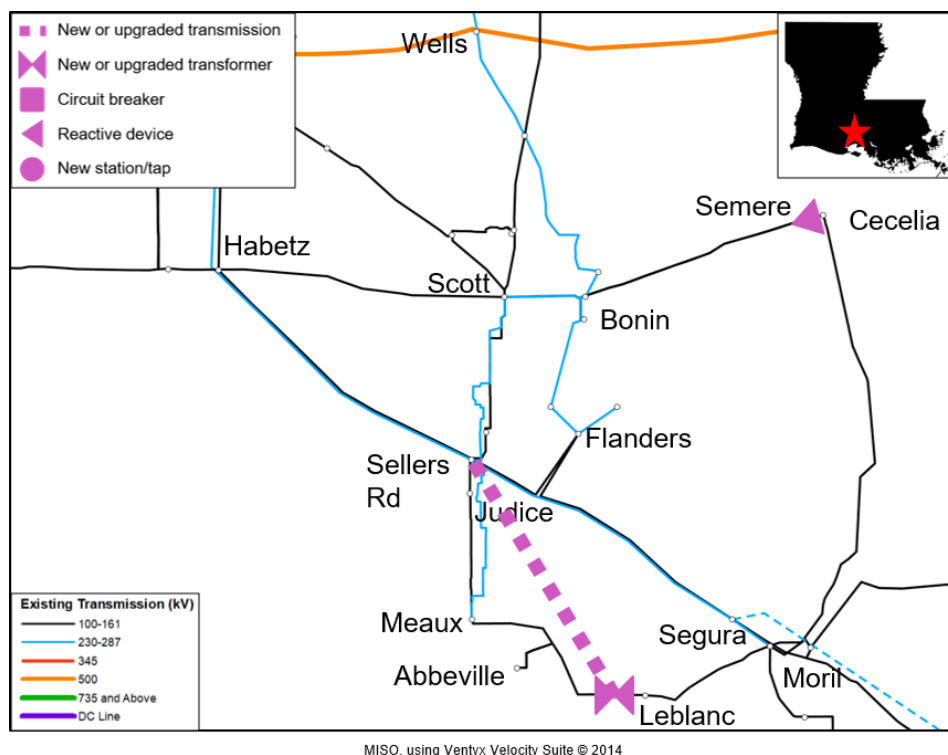 New or upgraded transmission
New or upgraded transformer
Circuit breaker
Reactive device
New station/tap
Wells
Semere
Cecelia
Habetz
Scott
Bonin
Flanders
Sellers
Rd
Judice
Meaux
Segura
Abbeville
Moril
Leblanc
Existing Transmission (kV)
100-161
230-287
345
500
735 and Above
DC Line
MISO, using Ventyx Velocity Suite © 2014